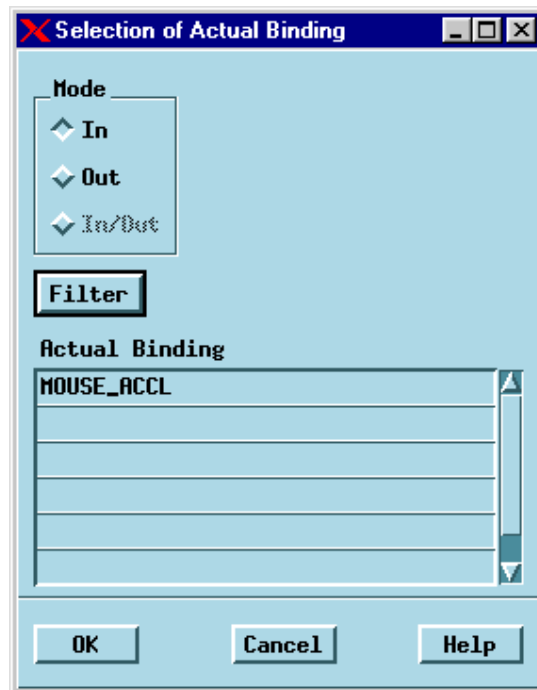 Selection of Actual Binding
Mode
In
Out
In/Out
Filter
Actual Binding
MOUSE_ACCL
OK Cancel Help